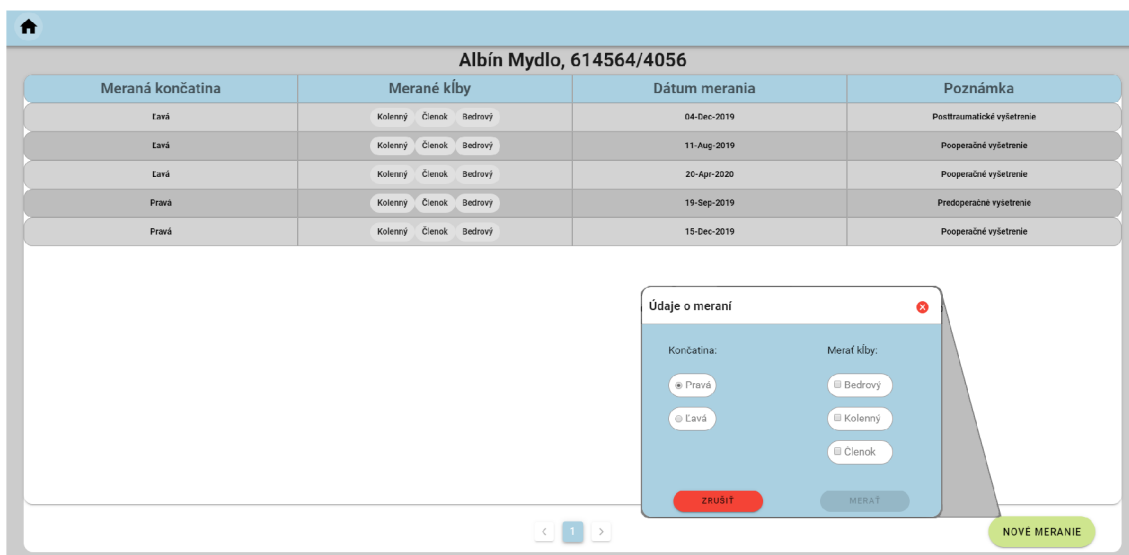 Albín Mydlo, 614564/4056
Meraná končatina Merané kĺby Dátum merania Poznámka
Ľavá Kolenný Členok Bedrový 04-Dec-2019 Posttraumatické vyšetrenie
Ľavá Kolenný Členok Bedrový 11-Aug-2019 Pooperačné vyšetrenie
Ľavá Kolenný Členok Bedrový 20-Apr-2020 Pooperačné vyšetrenie
Pravá Kolenný Členok Bedrový 19-Sep-2019 Predoperačné vyšetrenie
Pravá Kolenný Členok Bedrový 15-Dec-2019 Pooperačné vyšetrenie
Údaje o meraní
Končatina: Merať kĺby:
Pravá Bedrový
Ľavá Kolenný
Členok
ZRUŠIŤ MERAŤ
1
NOVÉ MERANIE